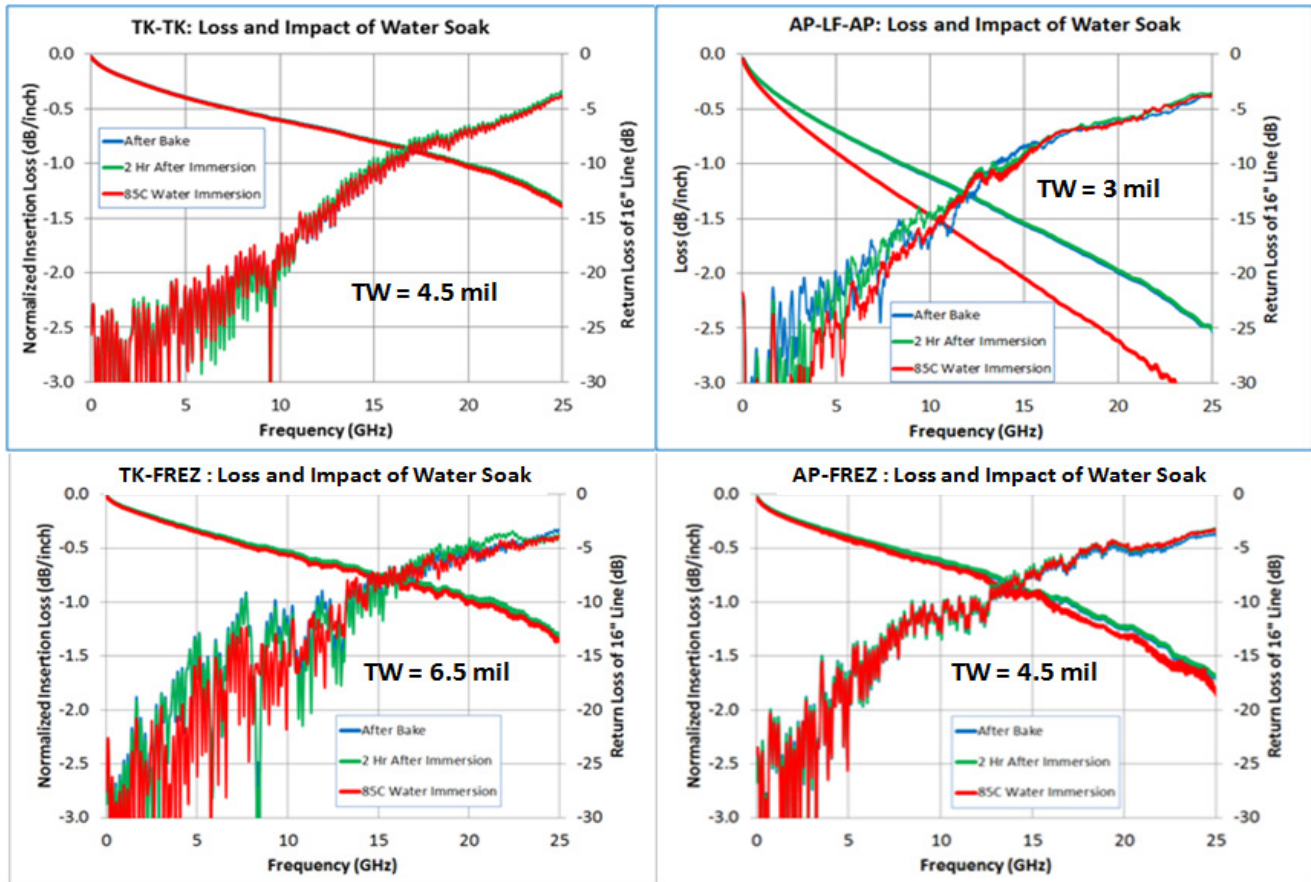 TK-TK: Loss and Impact of Water Soak
0.0
-0.5
-1.0
-1.5
-2.0
-2.5
-3.0
Normalized Insertion Loss (dB/inch)
0
-5
-10
-15
-20
-25
-30
Return Loss of 16" Line (dB)
After Bake
2 Hr After Immersion
85C Water Immersion
TW = 4.5 mil
0 5 10 15 20 25
Frequency (GHz)
AP-LF-AP: Loss and Impact of Water Soak
0.0
-0.5
-1.0
-1.5
-2.0
-2.5
-3.0
Loss (dB/inch)
0
-5
-10
-15
-20
-25
-30
Return Loss of 16" Line (dB)
TW = 3 mil
After Bake
2 Hr After Immersion
85C Water Immersion
0 5 10 15 20 25
Frequency (GHz)
TK-FREZ : Loss and Impact of Water Soak
0.0
-0.5
-1.0
-1.5
-2.0
-2.5
-3.0
Normalized Insertion Loss (dB/inch)
0
-5
-10
-15
-20
-25
-30
Return Loss of 16" Line (dB)
TW = 6.5 mil
After Bake
2 Hr After Immersion
85C Water Immersion
0 5 10 15 20 25
Frequency (GHz)
AP-FREZ : Loss and Impact of Water Soak
0.0
-0.5
-1.0
-1.5
-2.0
-2.5
-3.0
Normalized Insertion Loss (dB/inch)
0
-5
-10
-15
-20
-25
-30
Return Loss of 16" Line (dB)
TW = 4.5 mil
After Bake
2 Hr After Immersion
85C Water Immersion
0 5 10 15 20 25
Frequency (GHz)